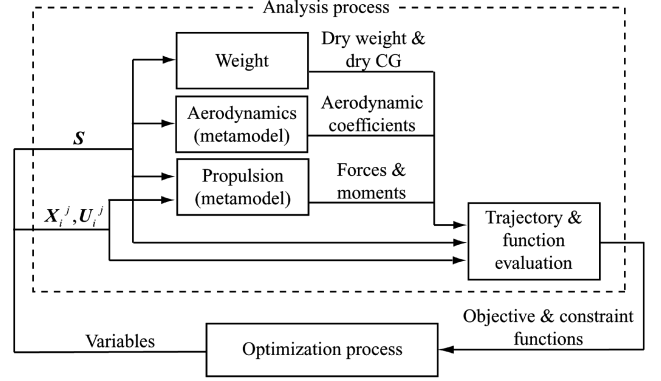 Analysis process
Weight
Dry weight &
dry CG
Aerodynamics
(metamodel)
Aerodynamic
coefficients
S
Propulsion
(metamodel)
Forces &
moments
X_i^j, U_i^j
Trajectory &
function
evaluation
Objective & constraint
functions
Variables
Optimization process